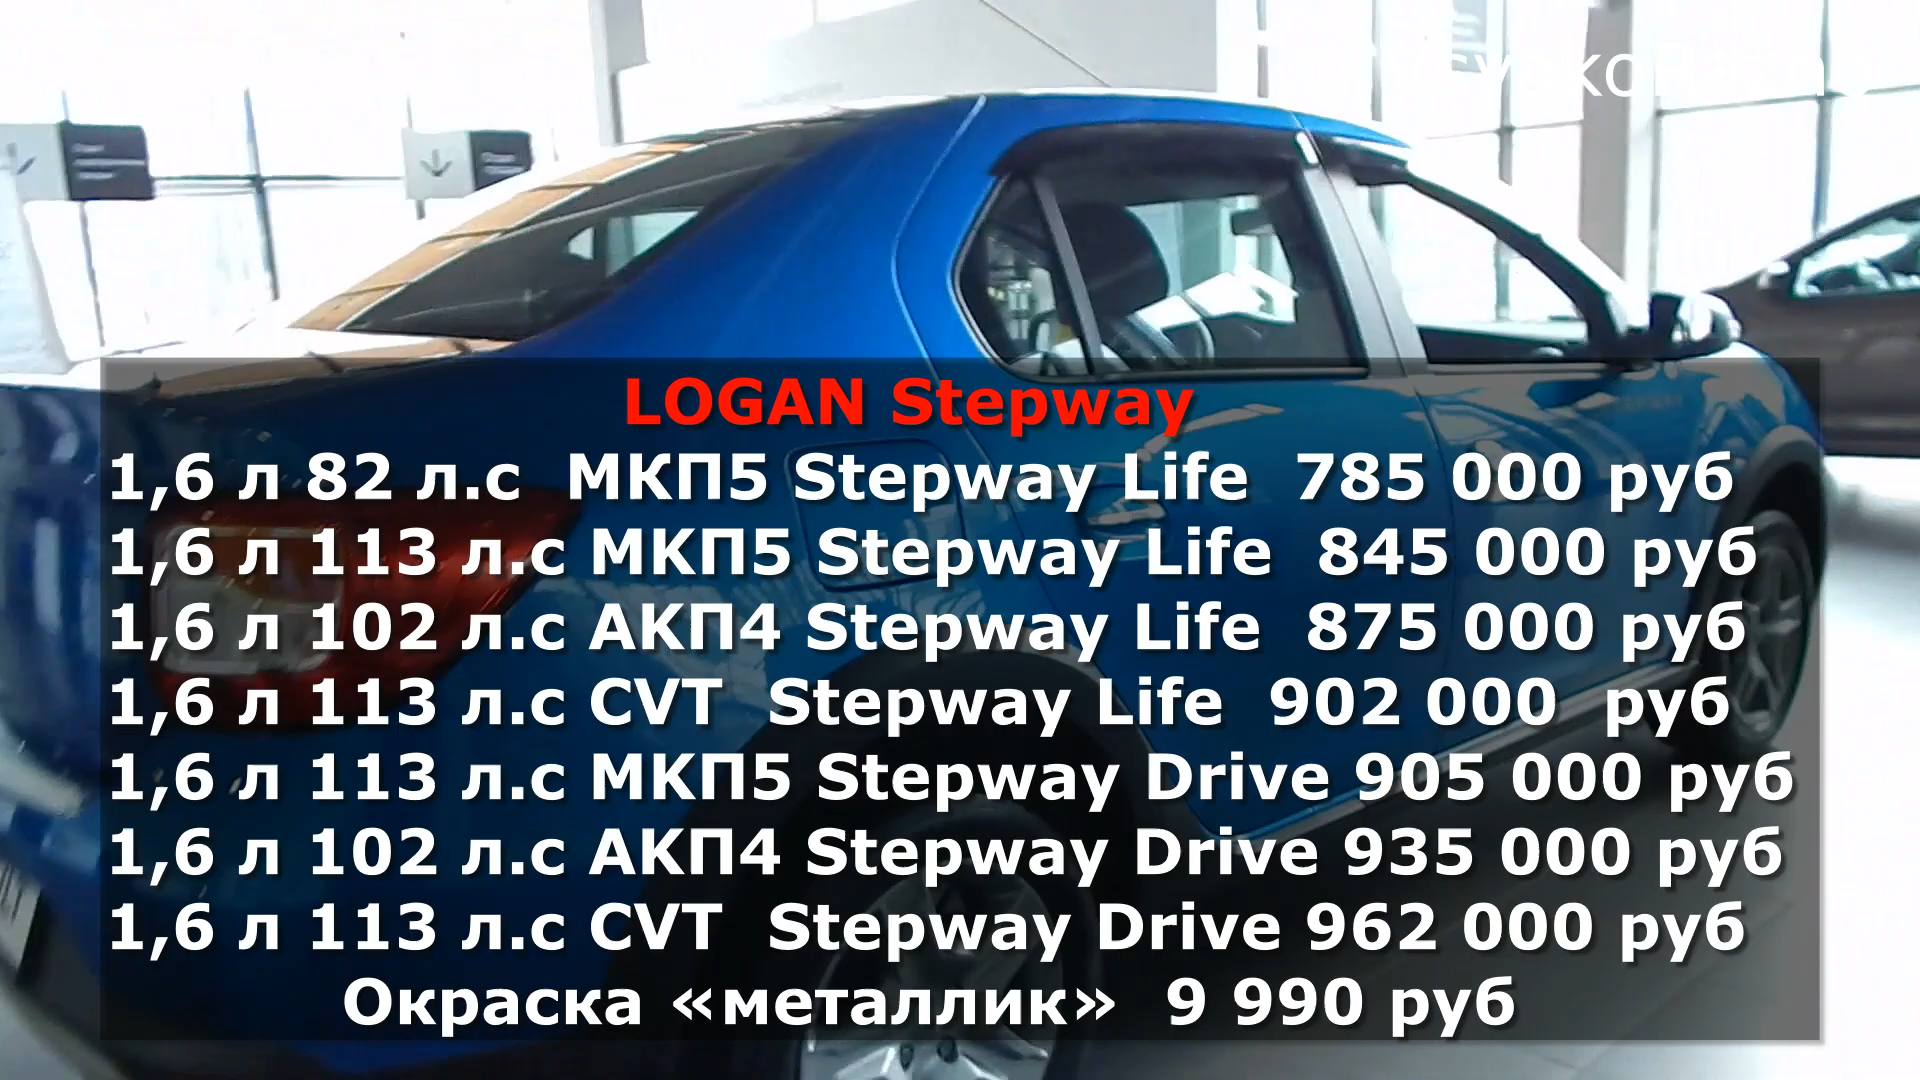 LOGAN Stepway
1,6 л 82 л.с МКП5 Stepway Life 785 000 руб
1,6 л 113 л.с МКП5 Stepway Life 845 000 руб
1,6 л 102 л.с АКП4 Stepway Life 875 000 руб
1,6 л 113 л.с CVT Stepway Life 902 000 руб
1,6 л 113 л.с МКП5 Stepway Drive 905 000 руб
1,6 л 102 л.с АКП4 Stepway Drive 935 000 руб
1,6 л 113 л.с CVT Stepway Drive 962 000 руб
Окраска «металлик» 9 990 руб